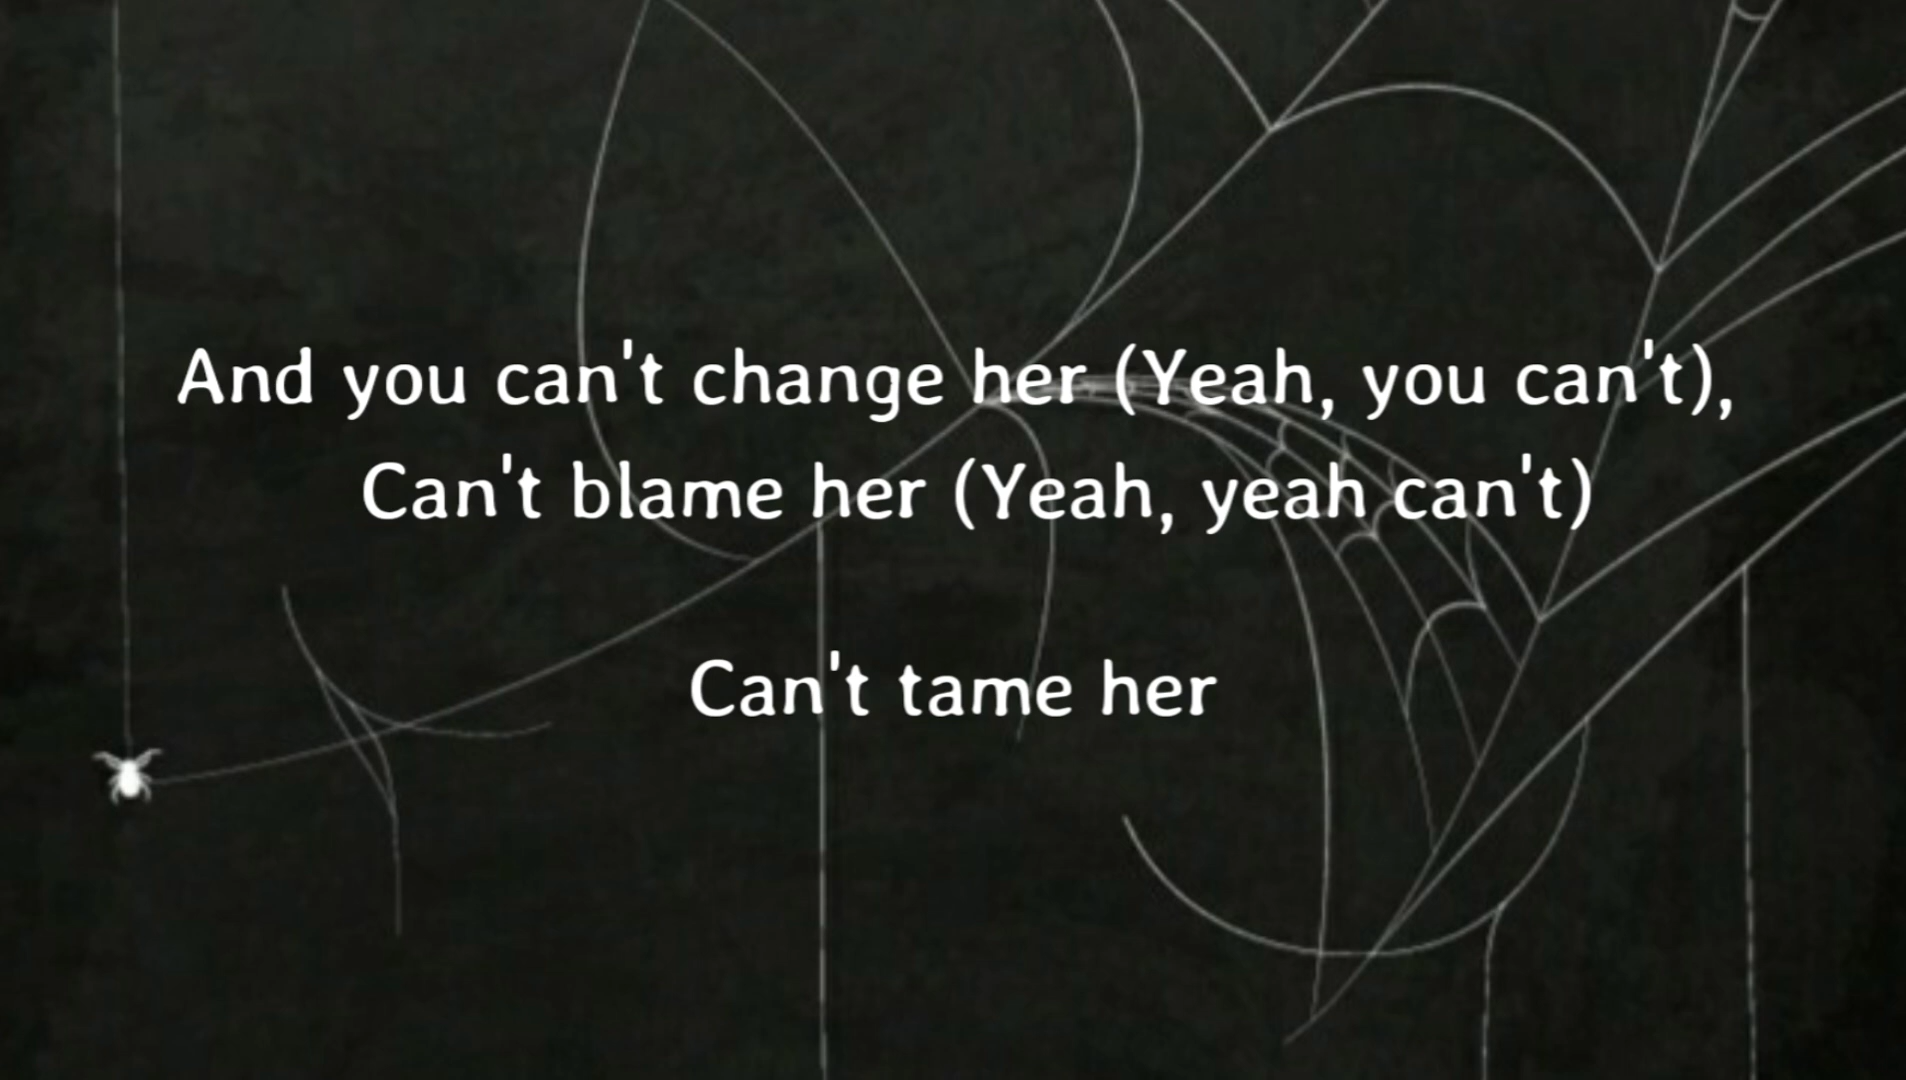 And you can't change her (Yeah, you can't),
Can't blame her (Yeah, yeah can't)
Can't tame her